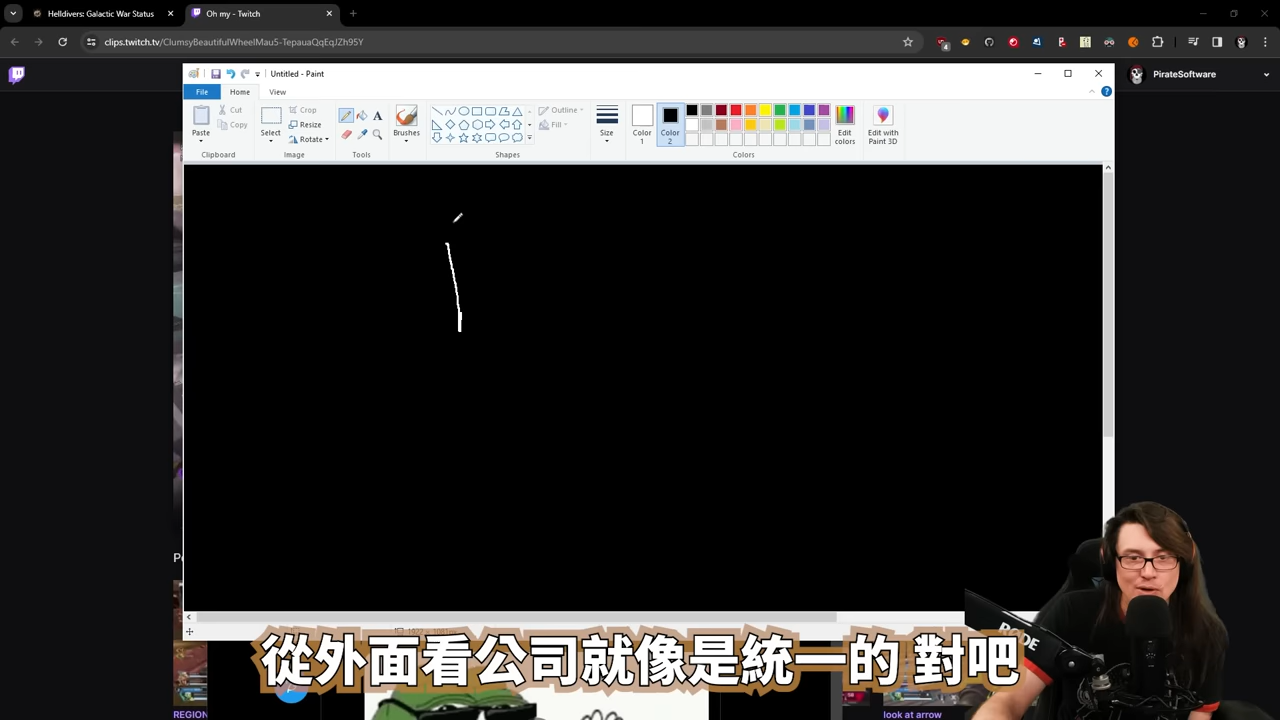 Helldivers: Galactic War Status
Oh my - Twitch
clips.twitch.tv/ClumsyBeautifulWheelMau5-TepauaQqEqJZh95Y
4
Untitled - Paint
PirateSoftware
File
Home
View
Paste
Cut
Copy
Clipboard
Select
Crop
Resize
Rotate
Image
Tools
Brushes
Shapes
Outline
Fill
Size
Color 1
Color 2
Colors
Edit colors
Edit with Paint 3D
從外面看公司就像是統一的 對吧
REGION
look at arrow